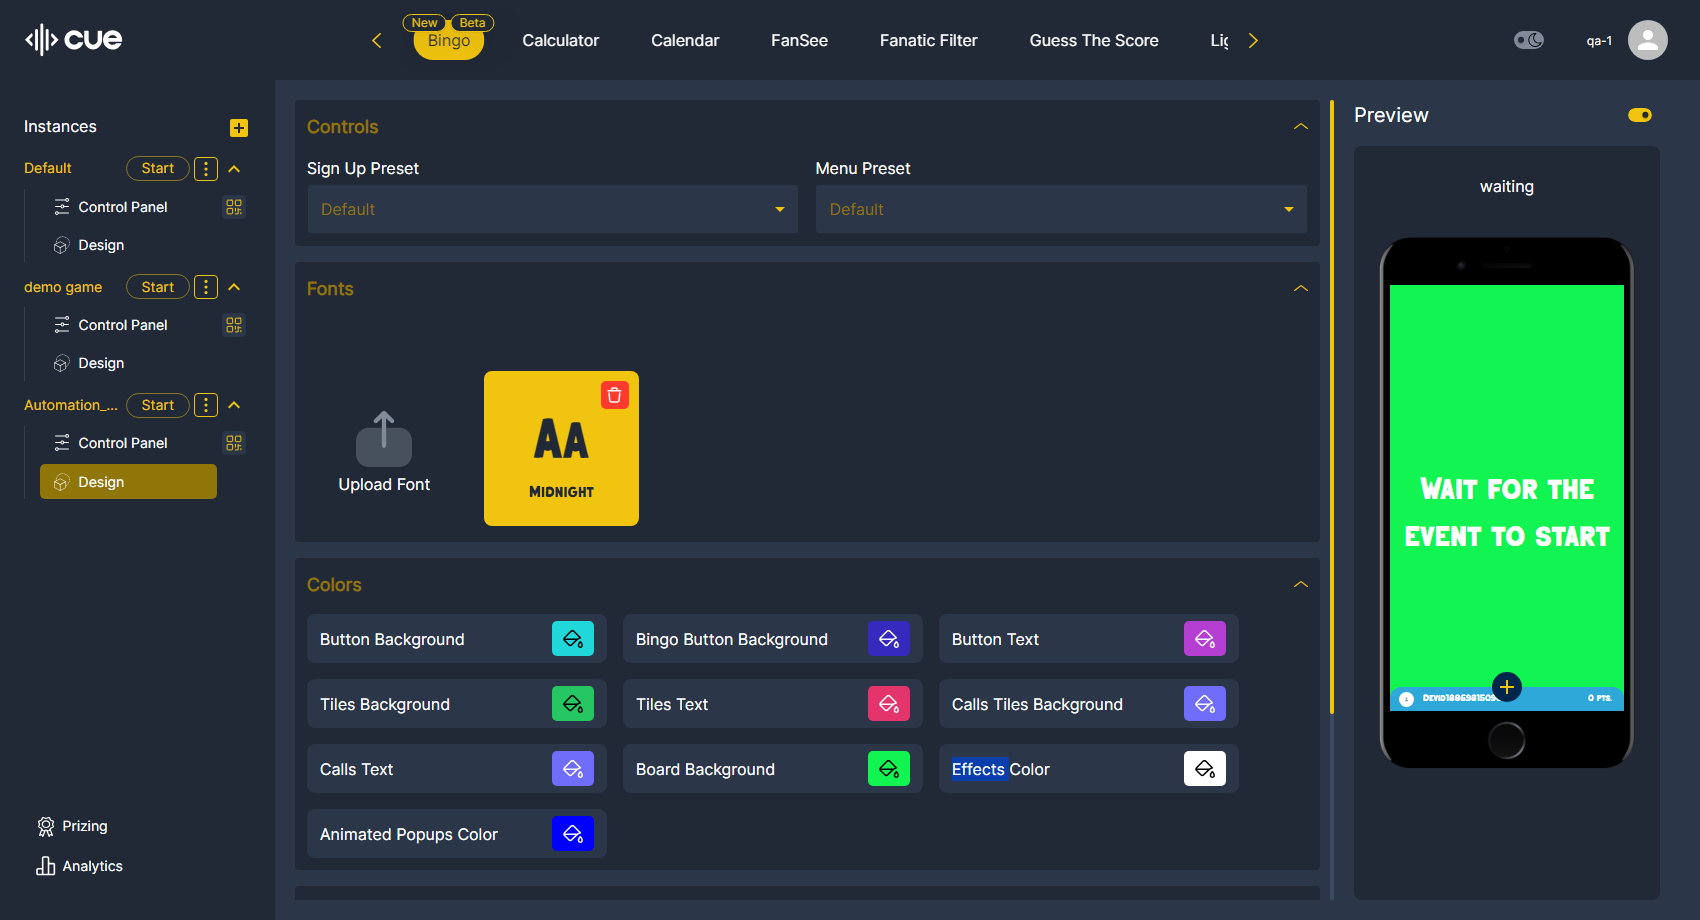 cue
New Beta
Bingo
Calculator
Calendar
FanSee
Fanatic Filter
Guess The Score
qa-1
Instances
Default
Start
Control Panel
Design
demo game
Start
Control Panel
Design
Automation_...
Start
Control Panel
Design
Prizing
Analytics
Controls
Sign Up Preset
Default
Menu Preset
Default
Fonts
Upload Font
AA
MIDNIGHT
Colors
Button Background
Bingo Button Background
Button Text
Tiles Background
Tiles Text
Calls Tiles Background
Calls Text
Board Background
Effects Color
Animated Popups Color
Preview
waiting
WAIT FOR THE
EVENT TO START
0 PTS.